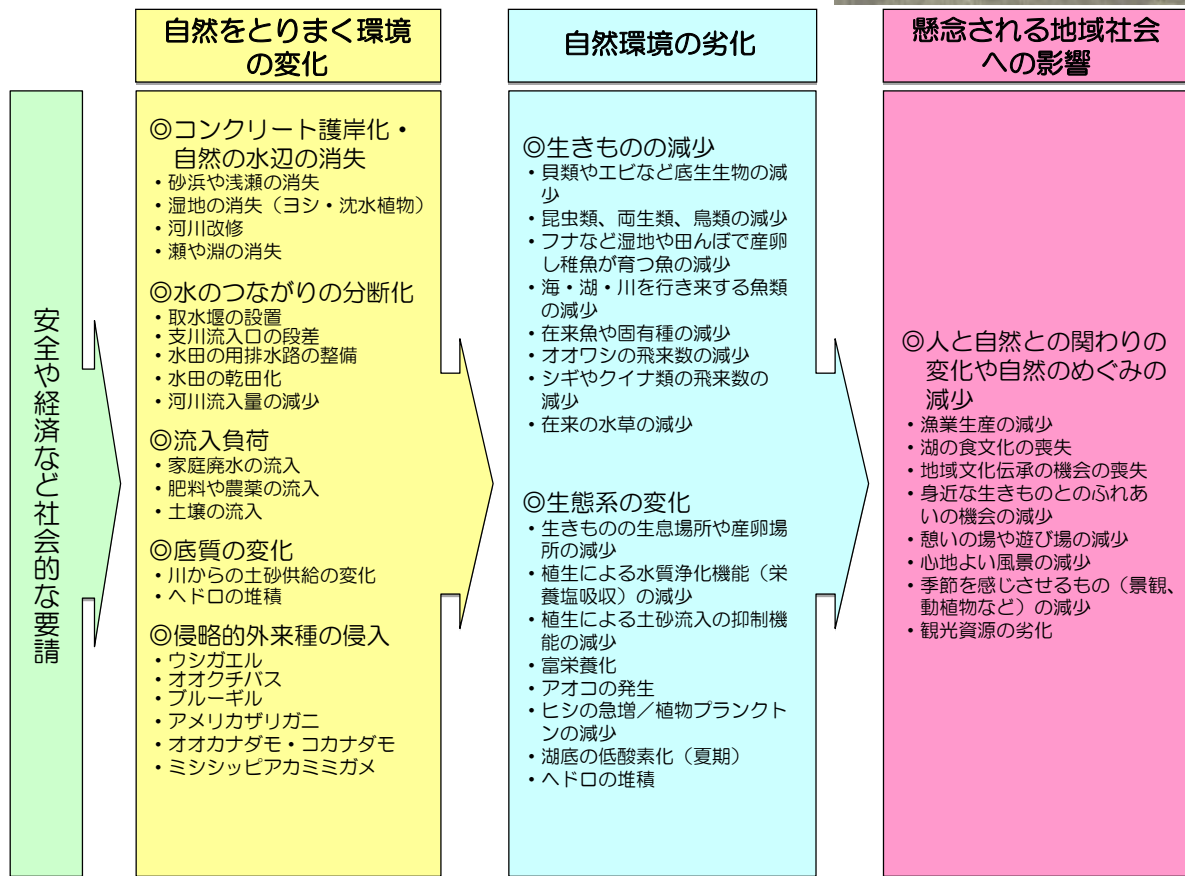 自然をとりまく環境
の変化
自然環境の劣化
懸念される地域社会
への影響
安全や経済など社会的な要請
◎コンクリート護岸化・
自然の水辺の消失
・砂浜や浅瀬の消失
・湿地の消失（ヨシ・沈水植物）
・河川改修
・瀬や淵の消失
◎水のつながりの分断化
・取水堰の設置
・支川流入口の段差
・水田の用排水路の整備
・水田の乾田化
・河川流入量の減少
◎流入負荷
・家庭廃水の流入
・肥料や農薬の流入
・土壌の流入
◎底質の変化
・川からの土砂供給の変化
・ヘドロの堆積
◎侵略的外来種の侵入
・ウシガエル
・オオクチバス
・ブルーギル
・アメリカザリガニ
・オオカナダモ・コカナダモ
・ミシシッピアカミミガメ
◎生きものの減少
・貝類やエビなど底生生物の減
少
・昆虫類、両生類、鳥類の減少
・フナなど湿地や田んぼで産卵
し稚魚が育つ魚の減少
・海・湖・川を行き来する魚類
の減少
・在来魚や固有種の減少
・オオワシの飛来数の減少
・シギやクイナ類の飛来数の
減少
・在来の水草の減少
◎生態系の変化
・生きものの生息場所や産卵場
所の減少
・植生による水質浄化機能（栄
養塩吸収）の減少
・植生による土砂流入の抑制機
能の減少
・富栄養化
・アオコの発生
・ヒシの急増／植物プランクト
ンの減少
・湖底の低酸素化（夏期）
・ヘドロの堆積
◎人と自然との関わりの
変化や自然のめぐみの
減少
・漁業生産の減少
・湖の食文化の喪失
・地域文化伝承の機会の喪失
・身近な生きものとのふれあ
いの機会の減少
・憩いの場や遊び場の減少
・心地よい風景の減少
・季節を感じさせるもの（景観、
動植物など）の減少
・観光資源の劣化